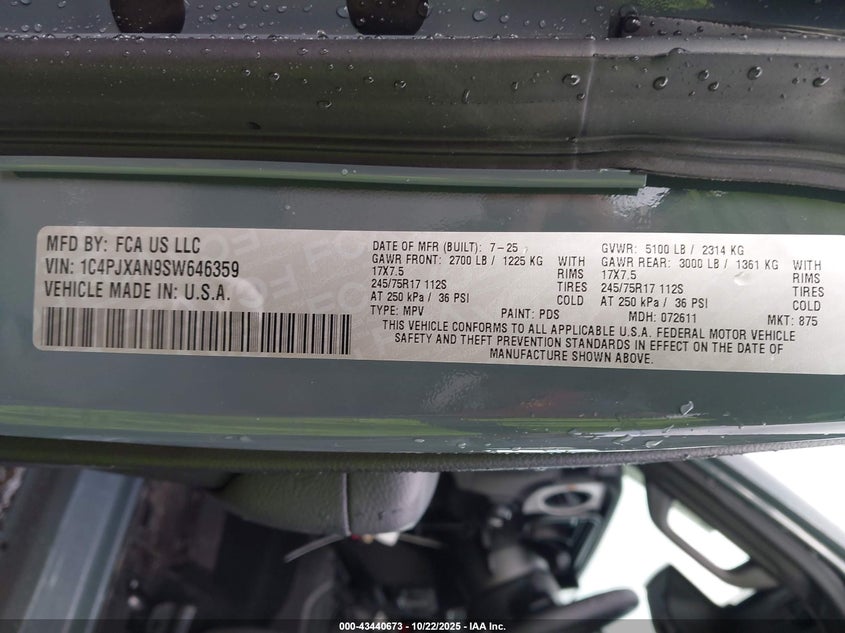 MFD BY: FCA US LLC
VIN: 1C4PJXAN9SW646359
VEHICLE MADE IN: U.S.A.
DATE OF MFR (BUILT): 7-25 GVWR: 5100 LB / 2314 KG
GAWR FRONT: 2700 LB / 1225 KG WITH GAWR REAR: 3000 LB / 1361 KG WITH
17X7.5 RIMS 17X7.5 RIMS
245/75R17 112S TIRES 245/75R17 112S TIRES
AT 250 kPa / 36 PSI COLD AT 250 kPa / 36 PSI COLD
TYPE: MPV PAINT: PDS MDH: 072611 MKT: 875
THIS VEHICLE CONFORMS TO ALL APPLICABLE U.S.A. FEDERAL MOTOR VEHICLE
SAFETY AND THEFT PREVENTION STANDARDS IN EFFECT ON THE DATE OF
MANUFACTURE SHOWN ABOVE.
000-43440673 - 10/22/2025 - IAA Inc.